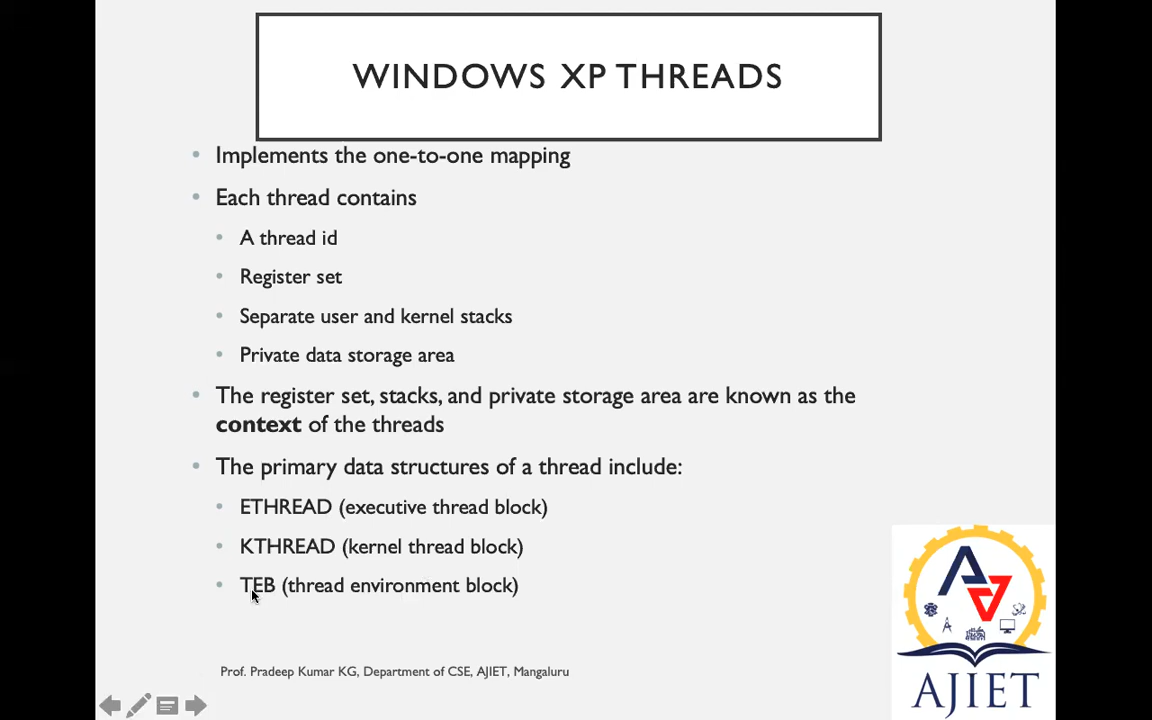 WINDOWS XP THREADS
• Implements the one-to-one mapping
• Each thread contains
• A thread id
• Register set
• Separate user and kernel stacks
• Private data storage area
• The register set, stacks, and private storage area are known as the
context of the threads
• The primary data structures of a thread include:
• ETHREAD (executive thread block)
• KTHREAD (kernel thread block)
• TEB (thread environment block)
Prof. Pradeep Kumar KG, Department of CSE, AJIET, Mangaluru
AJIET